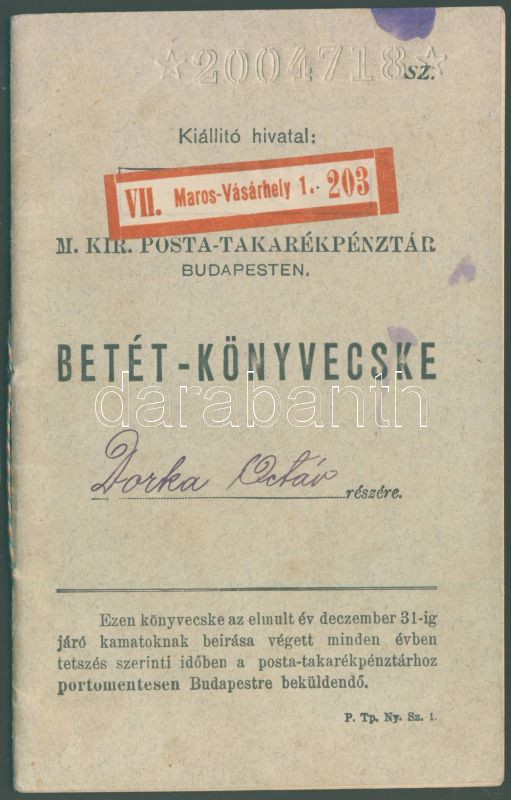 ☆2004718☆ sz.
Kiállitó hivatal:
VII. Maros-Vásárhely 1. 203
M. KIR. POSTA-TAKARÉKPÉNZTÁR
BUDAPESTEN.
BETÉT-KÖNYVECSKE
darabanth
Dorka Octáv részére.
Ezen könyvecske az elmult év deczember 31-ig
járó kamatoknak beirása végett minden évben
tetszés szerinti időben a posta-takarékpénztárhoz
portomentesen Budapestre beküldendő.
P. Tp. Ny. Sz. 1.